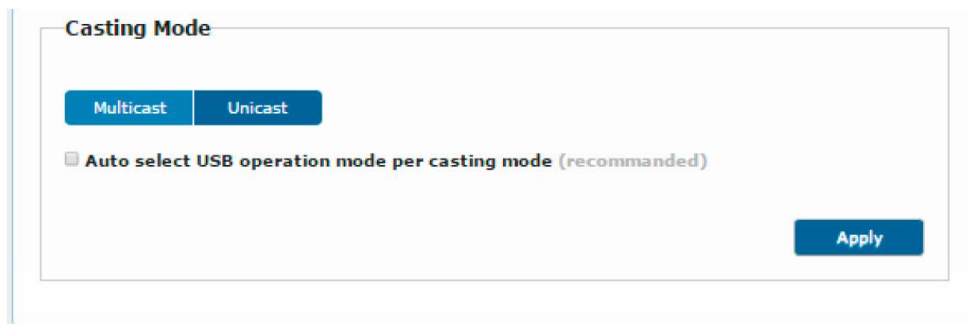 Casting Mode
Multicast Unicast
Auto select USB operation mode per casting mode (recommanded)
Apply